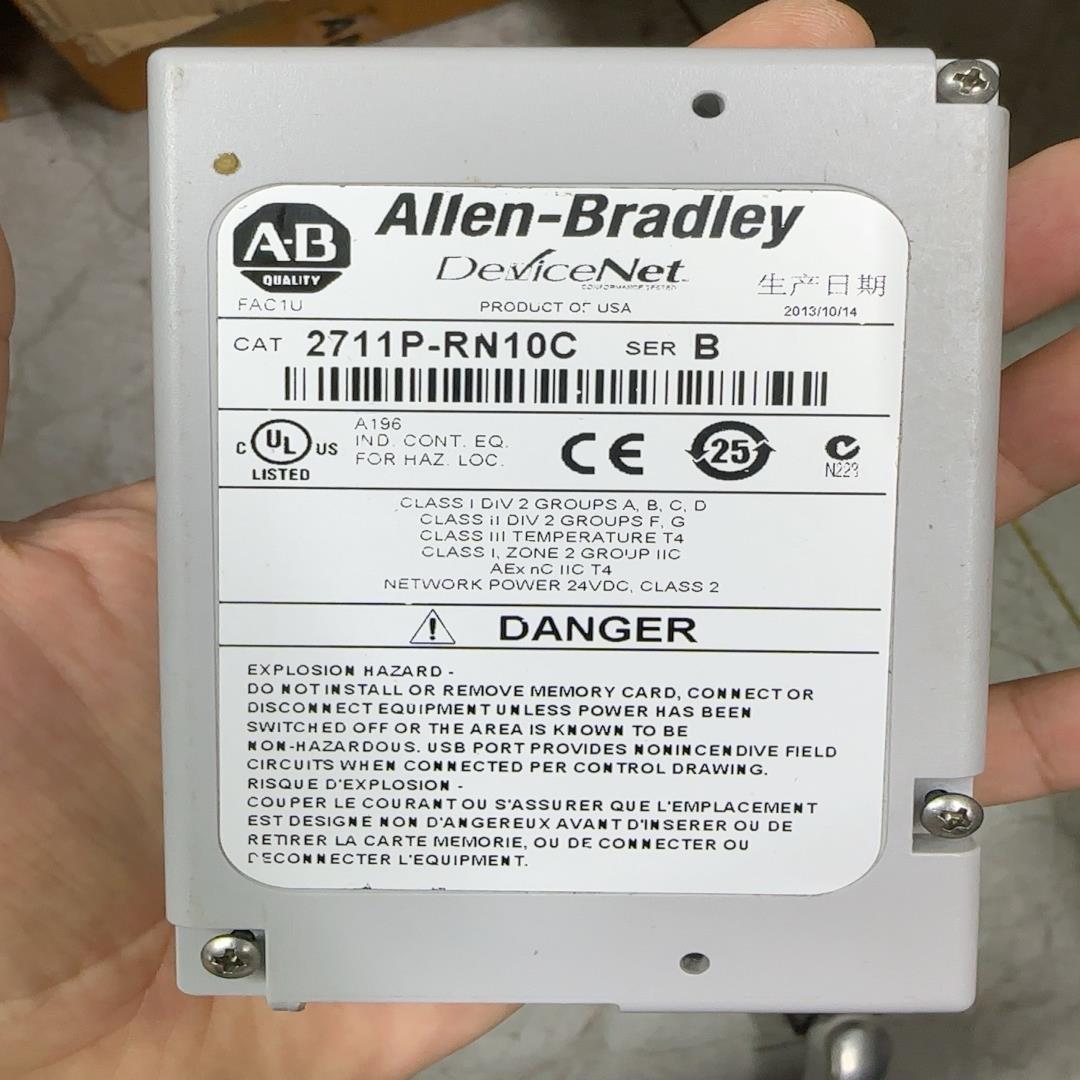 A-B
QUALITY
Allen-Bradley
DeviceNet
CONFORMANCE TESTED
FAC1U
PRODUCT OF USA
生产日期
2013/10/14
CAT 2711P-RN10C SER B
C UL US
LISTED
A196
IND. CONT. EQ.
FOR HAZ. LOC.
CE
25
N223
CLASS I DIV 2 GROUPS A, B, C, D
CLASS II DIV 2 GROUPS F, G
CLASS III TEMPERATURE T4
CLASS I, ZONE 2 GROUP IIC
AEx nC IIC T4
NETWORK POWER 24VDC, CLASS 2
! DANGER
EXPLOSION HAZARD -
DO NOT INSTALL OR REMOVE MEMORY CARD, CONNECT OR
DISCONNECT EQUIPMENT UNLESS POWER HAS BEEN
SWITCHED OFF OR THE AREA IS KNOWN TO BE
NON-HAZARDOUS. USB PORT PROVIDES NONINCENDIVE FIELD
CIRCUITS WHEN CONNECTED PER CONTROL DRAWING.
RISQUE D'EXPLOSION -
COUPER LE COURANT OU S'ASSURER QUE L'EMPLACEMENT
EST DESIGNE NON D'ANGEREUX AVANT D'INSERER OU DE
RETIRER LA CARTE MEMORIE, OU DE CONNECTER OU
DECONNECTER L'EQUIPMENT.